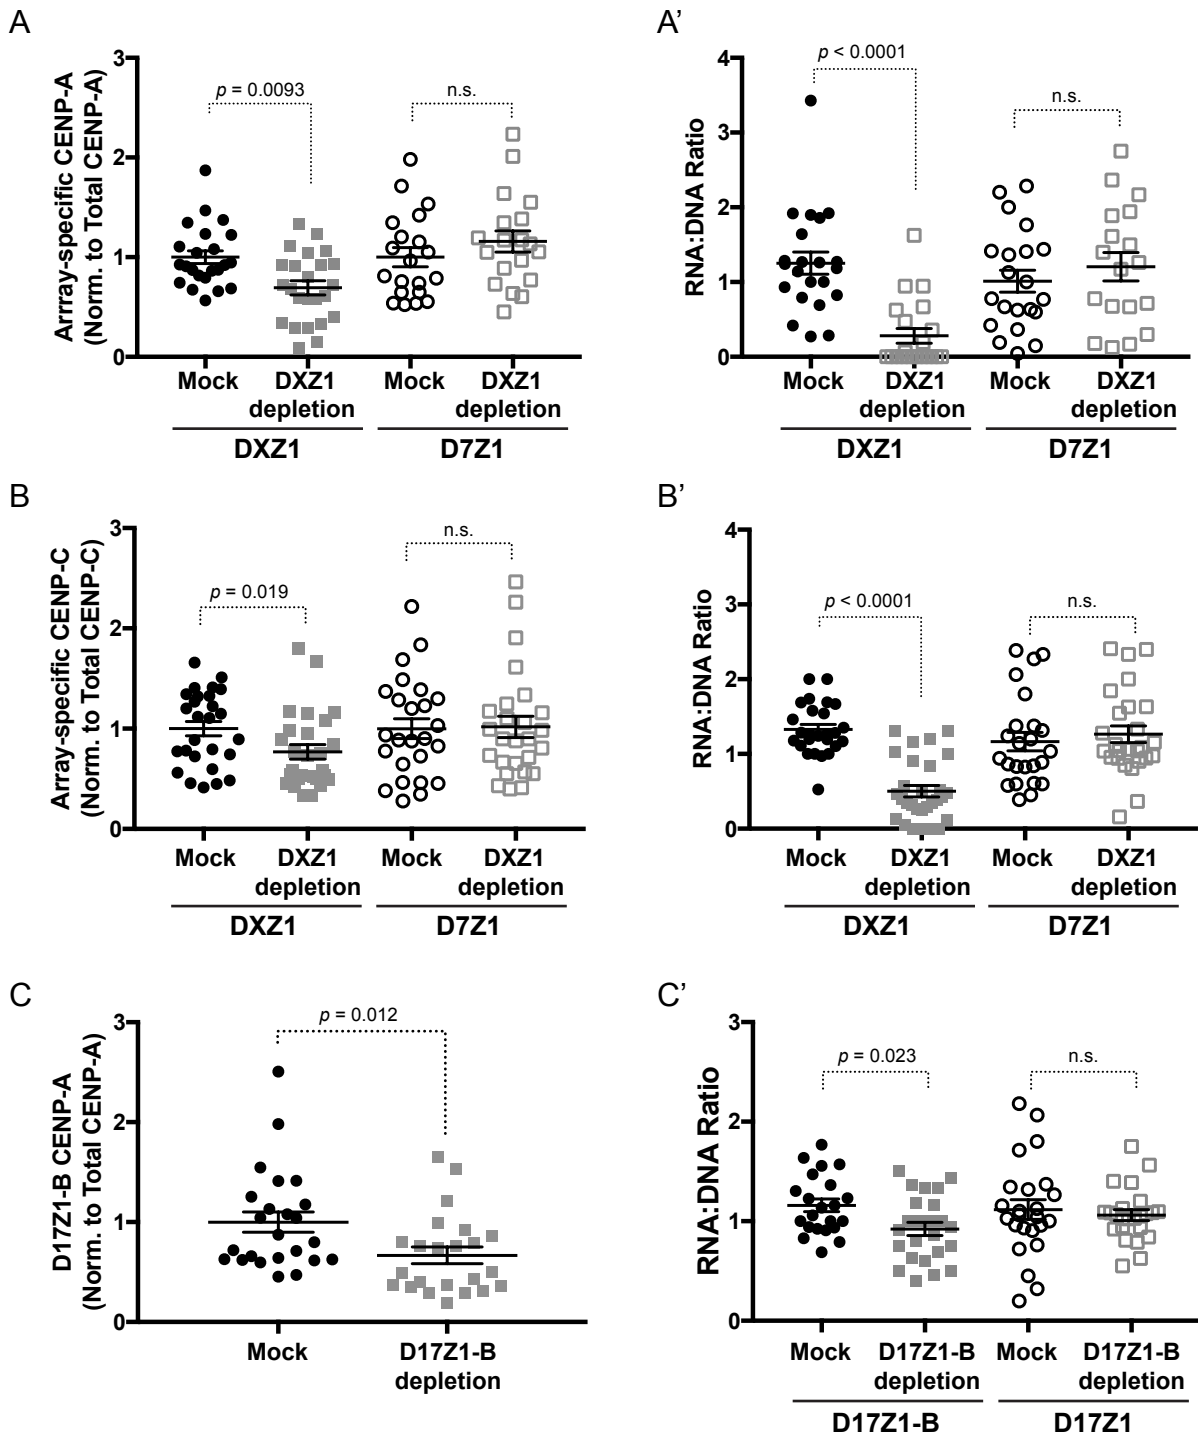 A
Array-specific CENP-A
(Norm. to Total CENP-A)
3
2
1
0
p = 0.0093
n.s.
Mock
DXZ1
depletion
Mock
DXZ1
depletion
DXZ1
D7Z1
A’
RNA:DNA Ratio
4
3
2
1
0
p < 0.0001
n.s.
Mock
DXZ1
depletion
Mock
DXZ1
depletion
DXZ1
D7Z1
B
Array-specific CENP-C
(Norm. to Total CENP-C)
3
2
1
0
p = 0.019
n.s.
Mock
DXZ1
depletion
Mock
DXZ1
depletion
DXZ1
D7Z1
B’
RNA:DNA Ratio
4
3
2
1
0
p < 0.0001
n.s.
Mock
DXZ1
depletion
Mock
DXZ1
depletion
DXZ1
D7Z1
C
D17Z1-B CENP-A
(Norm. to Total CENP-A)
3
2
1
0
p = 0.012
Mock
D17Z1-B
depletion
C’
RNA:DNA Ratio
3
2
1
0
p = 0.023
n.s.
Mock
D17Z1-B
depletion
Mock
D17Z1-B
depletion
D17Z1-B
D17Z1